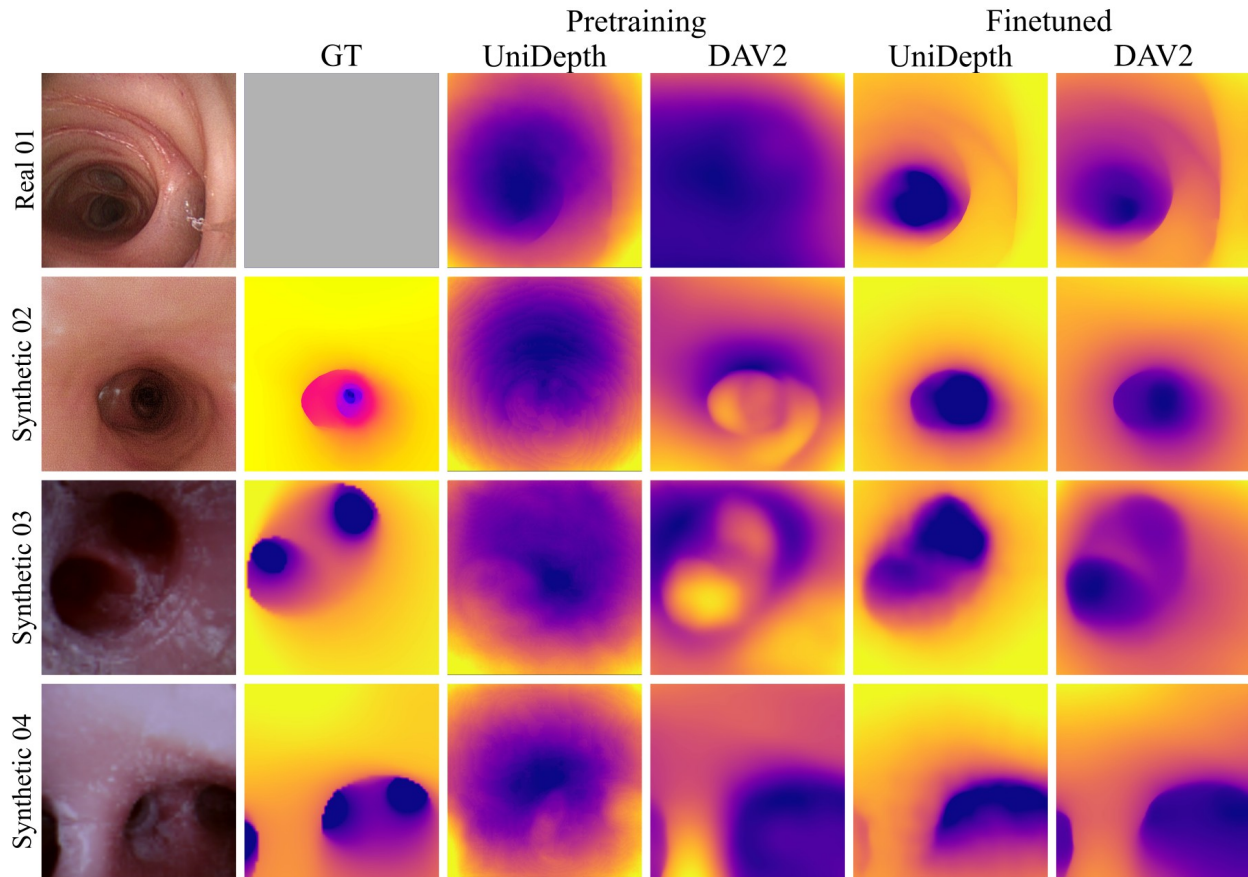 Pretraining Finetuned
GT UniDepth DAV2 UniDepth DAV2
Real 01
Synthetic 02
Synthetic 03
Synthetic 04